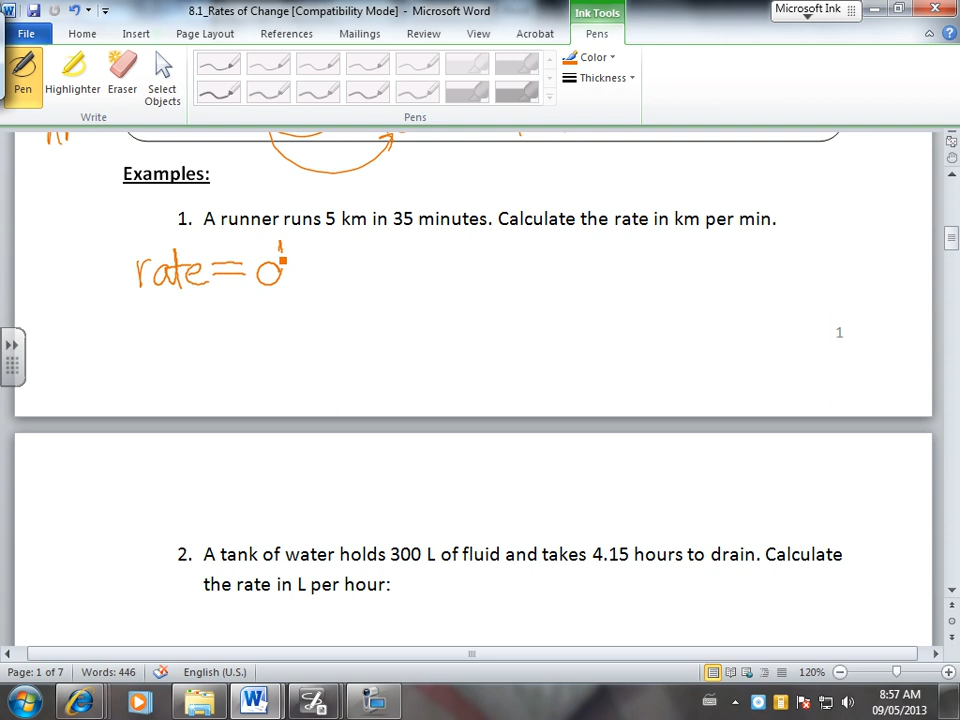 8.1_Rates of Change [Compatibility Mode] - Microsoft Word
Ink Tools
Microsoft Ink
File Home Insert Page Layout References Mailings Review View Acrobat Pens
Pen Highlighter Eraser Select Objects
Color
Thickness
Write Pens
Examples:
1. A runner runs 5 km in 35 minutes. Calculate the rate in km per min.
rate =
1
2. A tank of water holds 300 L of fluid and takes 4.15 hours to drain. Calculate
the rate in L per hour:
Page: 1 of 7 Words: 446 English (U.S.) 120%
8:57 AM
09/05/2013